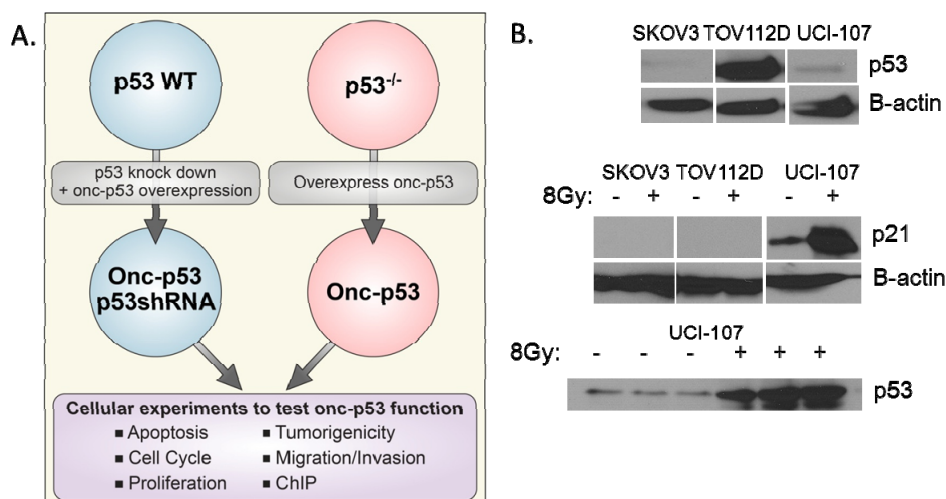 A.
p53 WT
p53-/-
p53 knock down
+ onc-p53 overexpression
Overexpress onc-p53
Onc-p53
p53shRNA
Onc-p53
Cellular experiments to test onc-p53 function
▪ Apoptosis
▪ Cell Cycle
▪ Proliferation
▪ Tumorigenicity
▪ Migration/Invasion
▪ ChIP
B.
SKOV3 TOV112D UCI-107
p53
B-actin
SKOV3 TOV112D UCI-107
8Gy: - + - + - +
p21
B-actin
UCI-107
8Gy: - - - + + +
p53